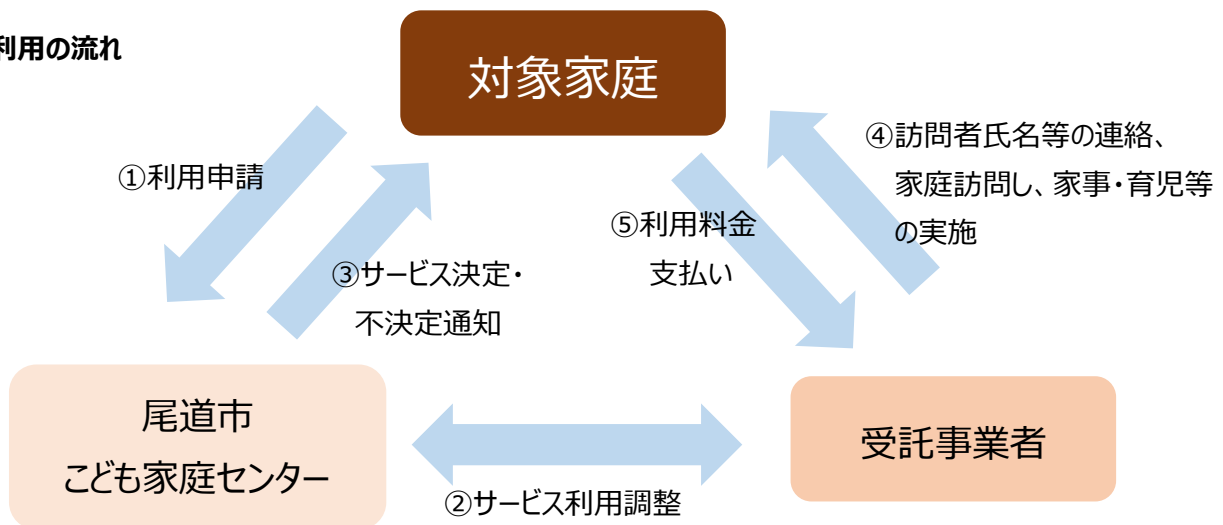 利用の流れ
対象家庭
①利用申請
③サービス決定・
不決定通知
⑤利用料金
支払い
④訪問者氏名等の連絡、
家庭訪問し、家事・育児等
の実施
尾道市
こども家庭センター
②サービス利用調整
受託事業者